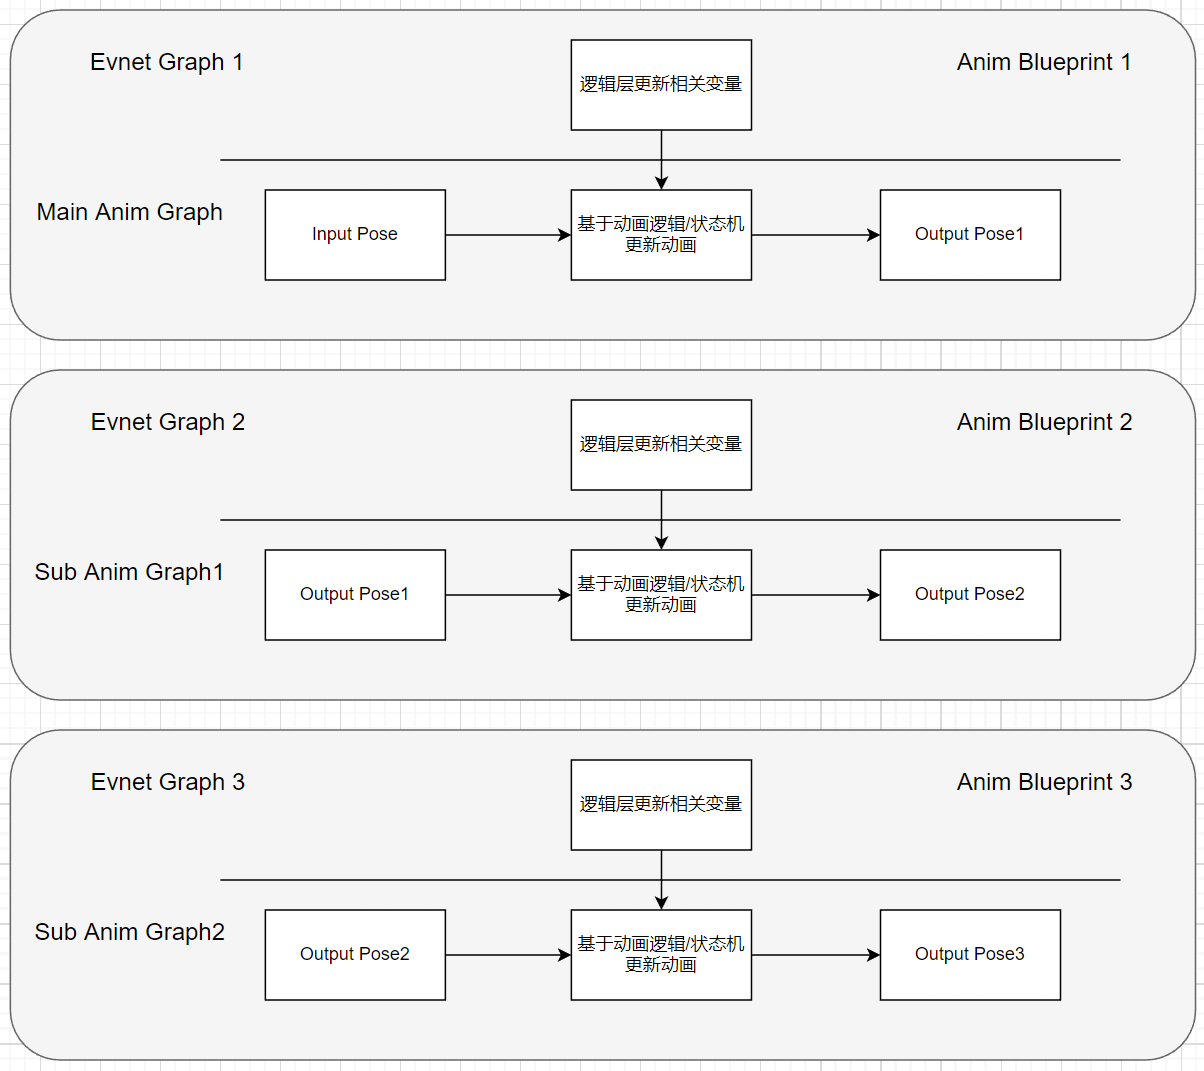 Evnet Graph 1
逻辑层更新相关变量
Anim Blueprint 1
Main Anim Graph
Input Pose
基于动画逻辑/状态机
更新动画
Output Pose1
Evnet Graph 2
逻辑层更新相关变量
Anim Blueprint 2
Sub Anim Graph1
Output Pose1
基于动画逻辑/状态机
更新动画
Output Pose2
Evnet Graph 3
逻辑层更新相关变量
Anim Blueprint 3
Sub Anim Graph2
Output Pose2
基于动画逻辑/状态机
更新动画
Output Pose3